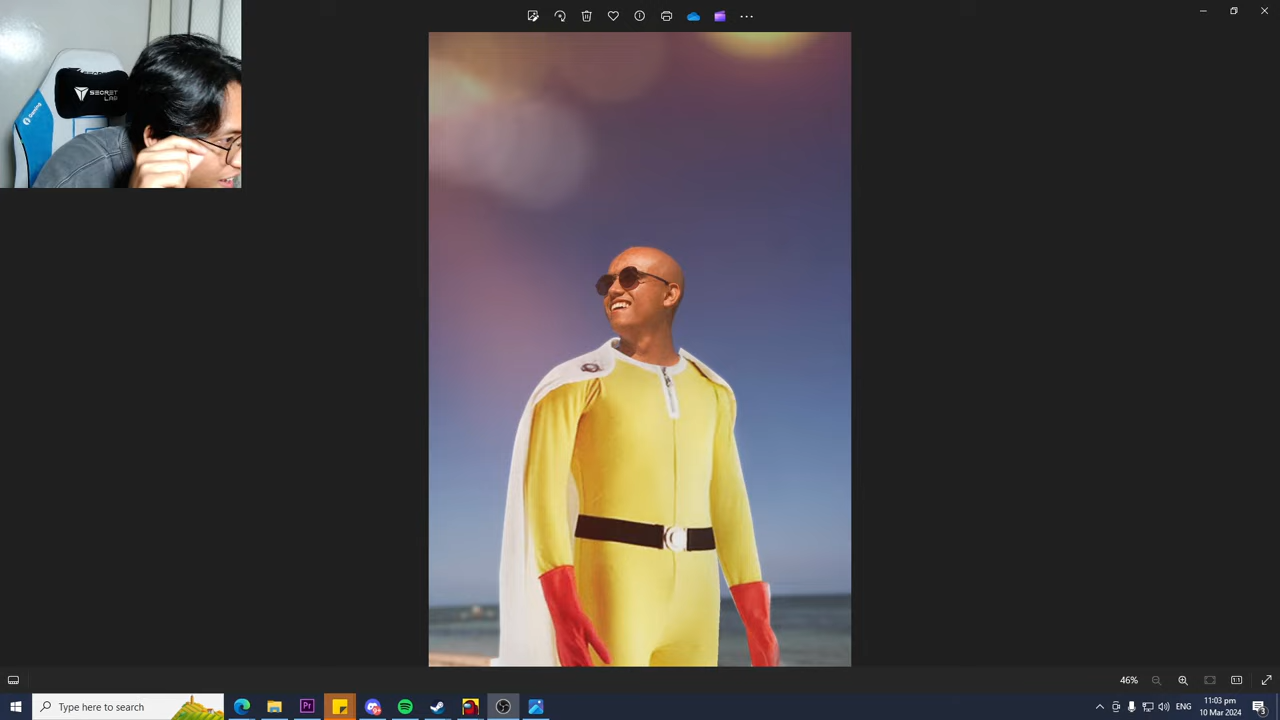 SECRET
LAB
46%
Type here to search
ENG
11:03 pm
10 Mar 2024